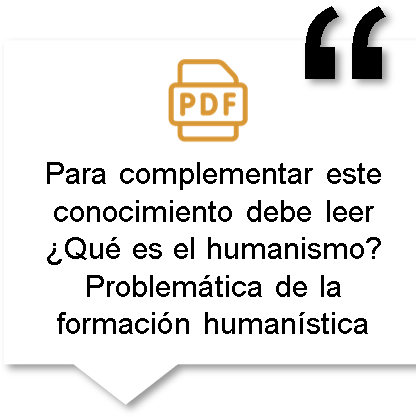 “
PDF
Para complementar este
conocimiento debe leer
¿Qué es el humanismo?
Problemática de la
formación humanística